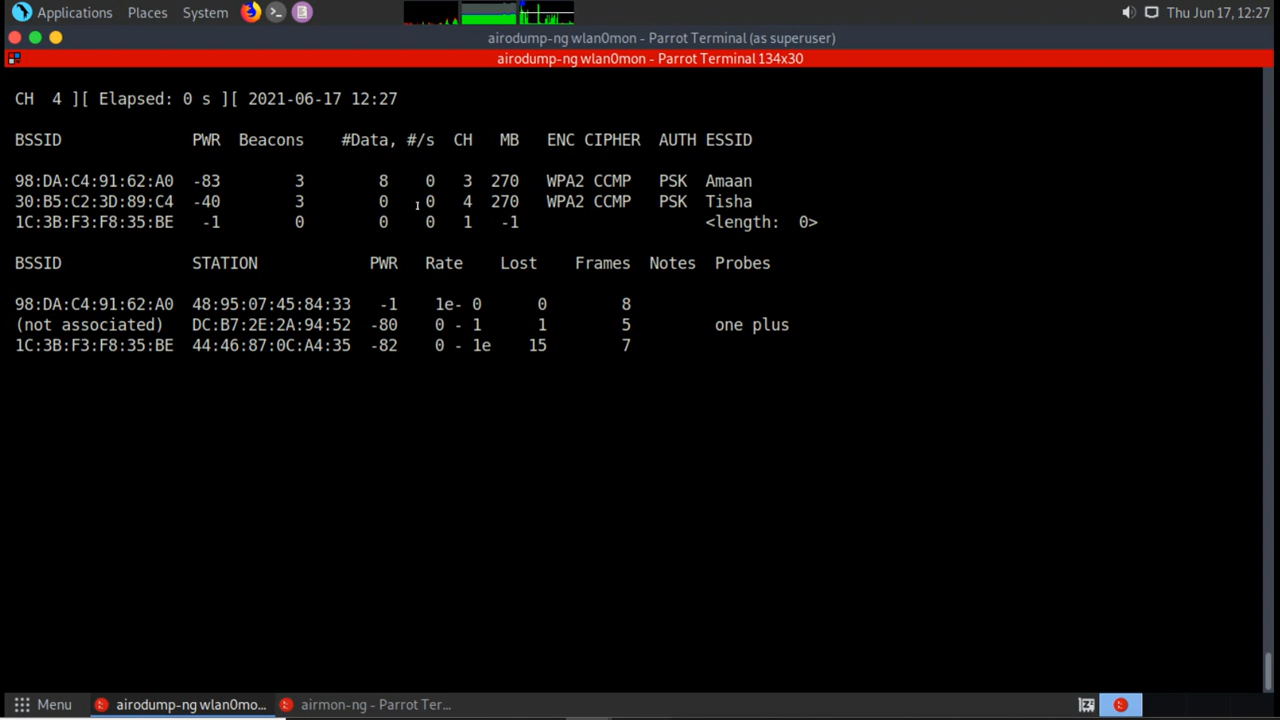 Applications Places System Thu Jun 17, 12:27
airodump-ng wlan0mon - Parrot Terminal (as superuser)
airodump-ng wlan0mon - Parrot Terminal 134x30
CH 4 ][ Elapsed: 0 s ][ 2021-06-17 12:27
BSSID PWR Beacons #Data, #/s CH MB ENC CIPHER AUTH ESSID
98:DA:C4:91:62:A0 -83 3 8 0 3 270 WPA2 CCMP PSK Amaan
30:B5:C2:3D:89:C4 -40 3 0 0 4 270 WPA2 CCMP PSK Tisha
1C:3B:F3:F8:35:BE -1 0 0 0 1 -1 <length: 0>
BSSID STATION PWR Rate Lost Frames Notes Probes
98:DA:C4:91:62:A0 48:95:07:45:84:33 -1 1e- 0 0 8
(not associated) DC:B7:2E:2A:94:52 -80 0 - 1 1 5 one plus
1C:3B:F3:F8:35:BE 44:46:87:0C:A4:35 -82 0 - 1e 15 7
Menu airodump-ng wlan0mo... airmon-ng - Parrot Ter...